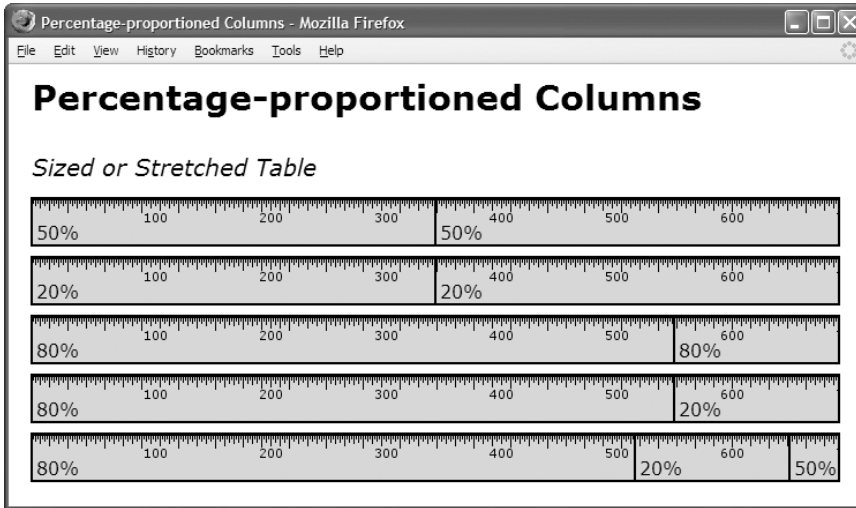 Percentage-proportioned Columns - Mozilla Firefox
File Edit View History Bookmarks Tools Help
Percentage-proportioned Columns
Sized or Stretched Table
100 200 300 400 500 600
50% 50%
100 200 300 400 500 600
20% 20%
100 200 300 400 500 600
80% 80%
100 200 300 400 500 600
80% 20%
100 200 300 400 500 600
80% 20% 50%